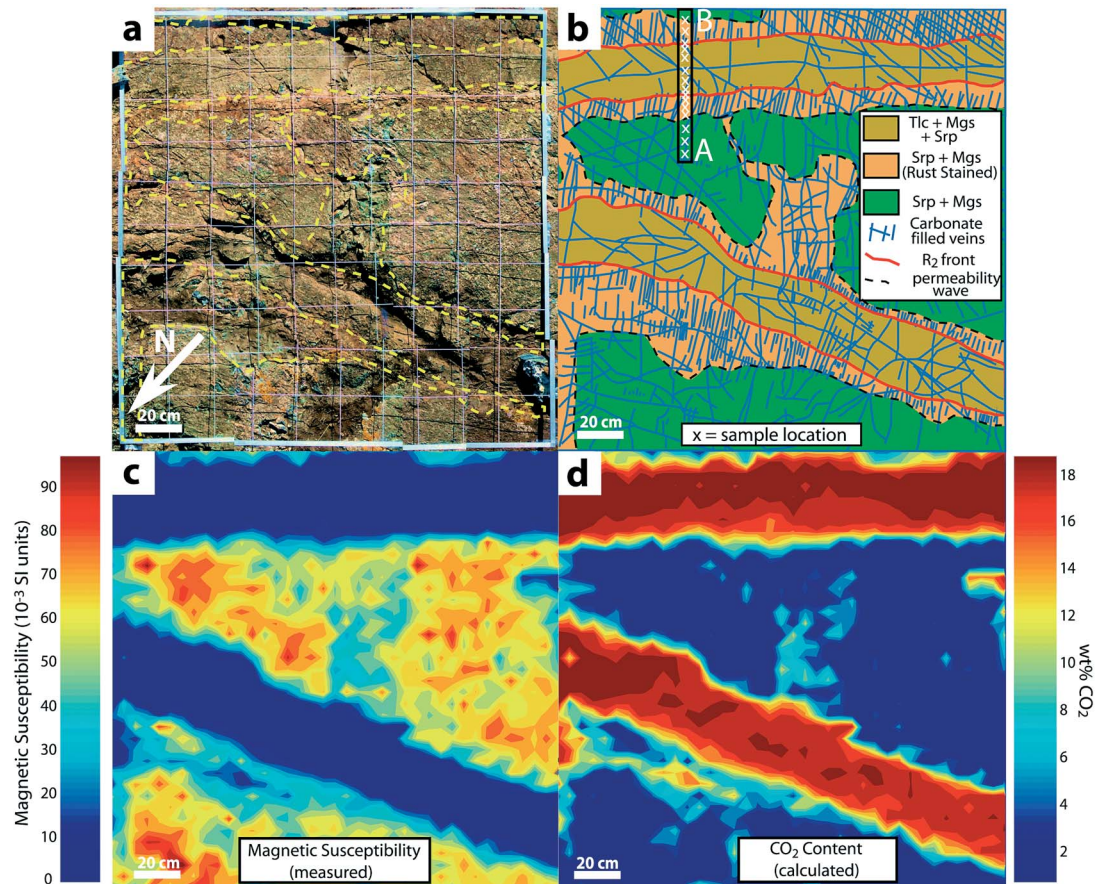 a
N
20 cm
b
B
A
Tlc + Mgs
+ Srp
Srp + Mgs
(Rust Stained)
Srp + Mgs
Carbonate
filled veins
R₂ front
permeability
wave
20 cm
x = sample location
c
Magnetic Susceptibility (10⁻³ SI units)
90
80
70
60
50
40
30
20
10
0
20 cm
Magnetic Susceptibility
(measured)
d
20 cm
CO₂ Content
(calculated)
18
16
14
12
10
8
6
4
2
wt% CO₂